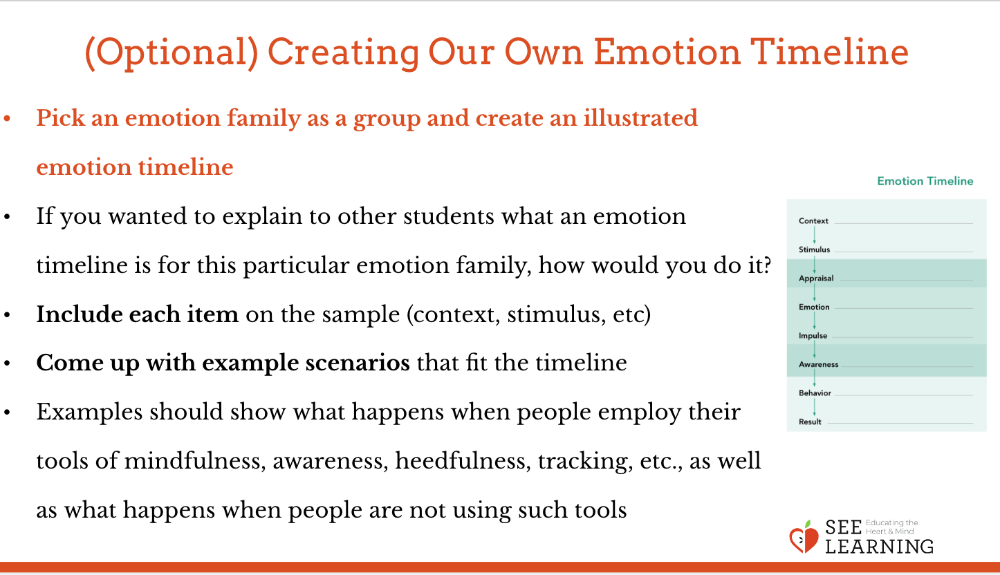 (Optional) Creating Our Own Emotion Timeline
• Pick an emotion family as a group and create an illustrated
emotion timeline
• If you wanted to explain to other students what an emotion
timeline is for this particular emotion family, how would you do it?
• Include each item on the sample (context, stimulus, etc)
• Come up with example scenarios that fit the timeline
• Examples should show what happens when people employ their
tools of mindfulness, awareness, heedfulness, tracking, etc., as well
as what happens when people are not using such tools
Emotion Timeline
Context
Stimulus
Appraisal
Emotion
Impulse
Awareness
Behavior
Result
SEE Educating the
Heart & Mind
LEARNING